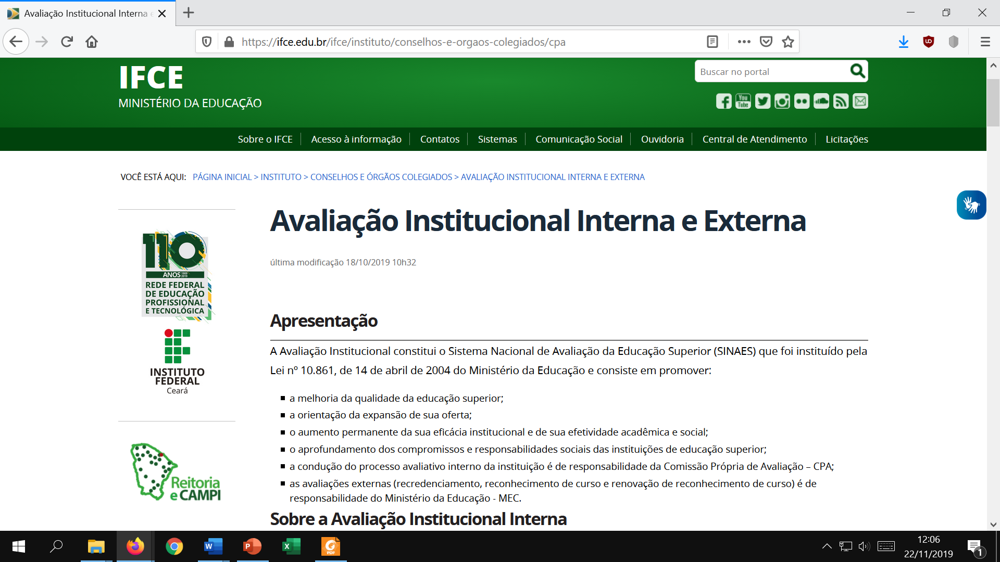 Avaliação Institucional Interna e
https://ifce.edu.br/ifce/instituto/conselhos-e-orgaos-colegiados/cpa
IFCE
MINISTÉRIO DA EDUCAÇÃO
Buscar no portal
You
Tube
Sobre o IFCE
Acesso à informação
Contatos
Sistemas
Comunicação Social
Ouvidoria
Central de Atendimento
Licitações
VOCÊ ESTÁ AQUI: PÁGINA INICIAL > INSTITUTO > CONSELHOS E ÓRGÃOS COLEGIADOS > AVALIAÇÃO INSTITUCIONAL INTERNA E EXTERNA
110
ANOS 1909 2019
REDE FEDERAL
DE EDUCAÇÃO
PROFISSIONAL
E TECNOLÓGICA
INSTITUTO
FEDERAL
Ceará
Reitoria
e CAMPI
Avaliação Institucional Interna e Externa
última modificação 18/10/2019 10h32
Apresentação
A Avaliação Institucional constitui o Sistema Nacional de Avaliação da Educação Superior (SINAES) que foi instituído pela
Lei nº 10.861, de 14 de abril de 2004 do Ministério da Educação e consiste em promover:
a melhoria da qualidade da educação superior;
a orientação da expansão de sua oferta;
o aumento permanente da sua eficácia institucional e de sua efetividade acadêmica e social;
o aprofundamento dos compromissos e responsabilidades sociais das instituições de educação superior;
a condução do processo avaliativo interno da instituição é de responsabilidade da Comissão Própria de Avaliação – CPA;
as avaliações externas (recredenciamento, reconhecimento de curso e renovação de reconhecimento de curso) é de
responsabilidade do Ministério da Educação - MEC.
Sobre a Avaliação Institucional Interna
W
P
X
PDF
12:06
22/11/2019
1